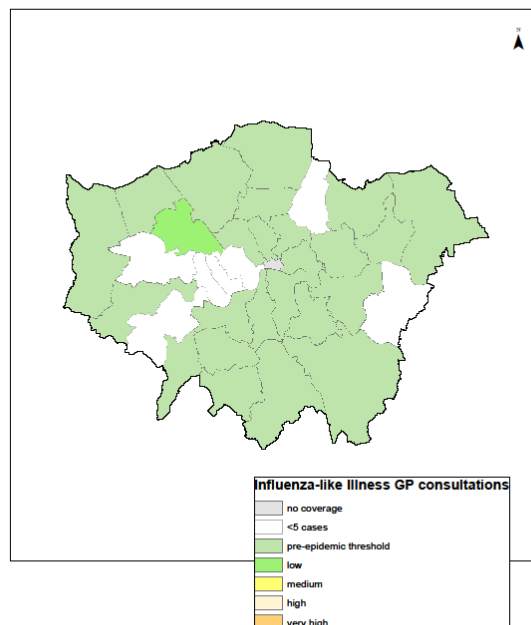 Influenza-like Illness GP consultations
no coverage
<5 cases
pre-epidemic threshold
low
medium
high
very high